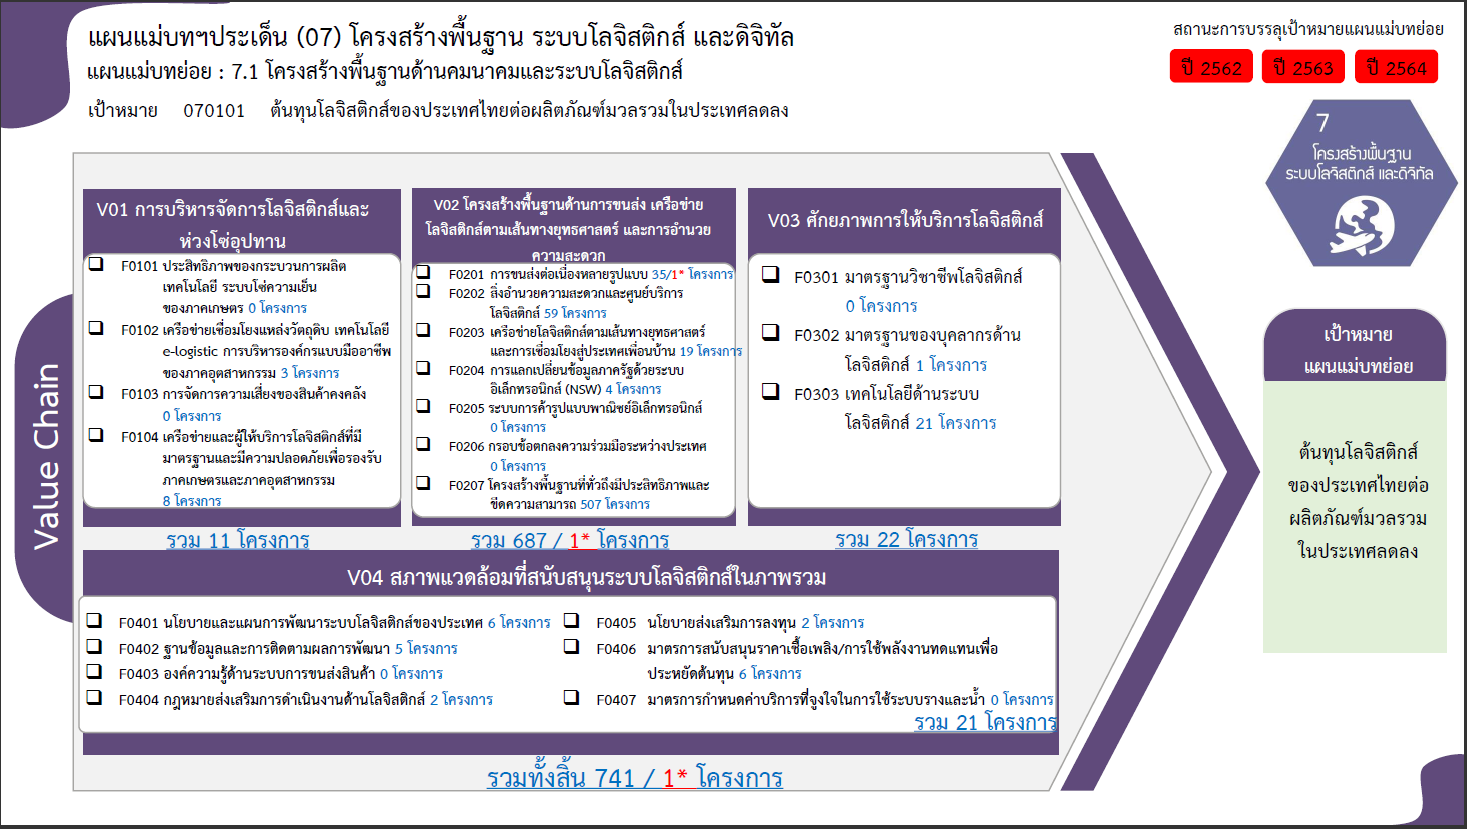 แผนแม่บทฯประเด็น (07) โครงสร้างพื้นฐาน ระบบโลจิสติกส์ และดิจิทัล
แผนแม่บทย่อย : 7.1 โครงสร้างพื้นฐานด้านคมนาคมและระบบโลจิสติกส์
เป้าหมาย 070101 ต้นทุนโลจิสติกส์ของประเทศไทยต่อผลิตภัณฑ์มวลรวมในประเทศลดลง
สถานะการบรรลุเป้าหมายแผนแม่บทย่อย
ปี 2562 ปี 2563 ปี 2564
7
โครงสร้างพื้นฐาน
ระบบโลจิสติกส์ และดิจิทัล
Value Chain
V01 การบริหารจัดการโลจิสติกส์และ
ห่วงโซ่อุปทาน
❑ F0101 ประสิทธิภาพของกระบวนการผลิต
เทคโนโลยี ระบบโซ่ความเย็น
ของภาคเกษตร 0 โครงการ
❑ F0102 เครือข่ายเชื่อมโยงแหล่งวัตถุดิบ เทคโนโลยี
e-logistic การบริหารองค์กรแบบมืออาชีพ
ของภาคอุตสาหกรรม 3 โครงการ
❑ F0103 การจัดการความเสี่ยงของสินค้าคงคลัง
0 โครงการ
❑ F0104 เครือข่ายและผู้ให้บริการโลจิสติกส์ที่มี
มาตรฐานและมีความปลอดภัยเพื่อรองรับ
ภาคเกษตรและภาคอุตสาหกรรม
8 โครงการ
รวม 11 โครงการ
V02 โครงสร้างพื้นฐานด้านการขนส่ง เครือข่าย
โลจิสติกส์ตามเส้นทางยุทธศาสตร์ และการอำนวย
ความสะดวก
❑ F0201 การขนส่งต่อเนื่องหลายรูปแบบ 35/1* โครงการ
❑ F0202 สิ่งอำนวยความสะดวกและศูนย์บริการ
โลจิสติกส์ 59 โครงการ
❑ F0203 เครือข่ายโลจิสติกส์ตามเส้นทางยุทธศาสตร์
และการเชื่อมโยงสู่ประเทศเพื่อนบ้าน 19 โครงการ
❑ F0204 การแลกเปลี่ยนข้อมูลภาครัฐด้วยระบบ
อิเล็กทรอนิกส์ (NSW) 4 โครงการ
❑ F0205 ระบบการค้ารูปแบบพาณิชย์อิเล็กทรอนิกส์
0 โครงการ
❑ F0206 กรอบข้อตกลงความร่วมมือระหว่างประเทศ
0 โครงการ
❑ F0207 โครงสร้างพื้นฐานที่ทั่วถึงมีประสิทธิภาพและ
ขีดความสามารถ 507 โครงการ
รวม 687 / 1* โครงการ
V03 ศักยภาพการให้บริการโลจิสติกส์
❑ F0301 มาตรฐานวิชาชีพโลจิสติกส์
0 โครงการ
❑ F0302 มาตรฐานของบุคลากรด้าน
โลจิสติกส์ 1 โครงการ
❑ F0303 เทคโนโลยีด้านระบบ
โลจิสติกส์ 21 โครงการ
รวม 22 โครงการ
V04 สภาพแวดล้อมที่สนับสนุนระบบโลจิสติกส์ในภาพรวม
❑ F0401 นโยบายและแผนการพัฒนาระบบโลจิสติกส์ของประเทศ 6 โครงการ
❑ F0402 ฐานข้อมูลและการติดตามผลการพัฒนา 5 โครงการ
❑ F0403 องค์ความรู้ด้านระบบการขนส่งสินค้า 0 โครงการ
❑ F0404 กฎหมายส่งเสริมการดำเนินงานด้านโลจิสติกส์ 2 โครงการ
❑ F0405 นโยบายส่งเสริมการลงทุน 2 โครงการ
❑ F0406 มาตรการสนับสนุนราคาเชื้อเพลิง/การใช้พลังงานทดแทนเพื่อ
ประหยัดต้นทุน 6 โครงการ
❑ F0407 มาตรการกำหนดค่าบริการที่จูงใจในการใช้ระบบรางและน้ำ 0 โครงการ
รวม 21 โครงการ
รวมทั้งสิ้น 741 / 1* โครงการ
เป้าหมาย
แผนแม่บทย่อย
ต้นทุนโลจิสติกส์
ของประเทศไทยต่อ
ผลิตภัณฑ์มวลรวม
ในประเทศลดลง